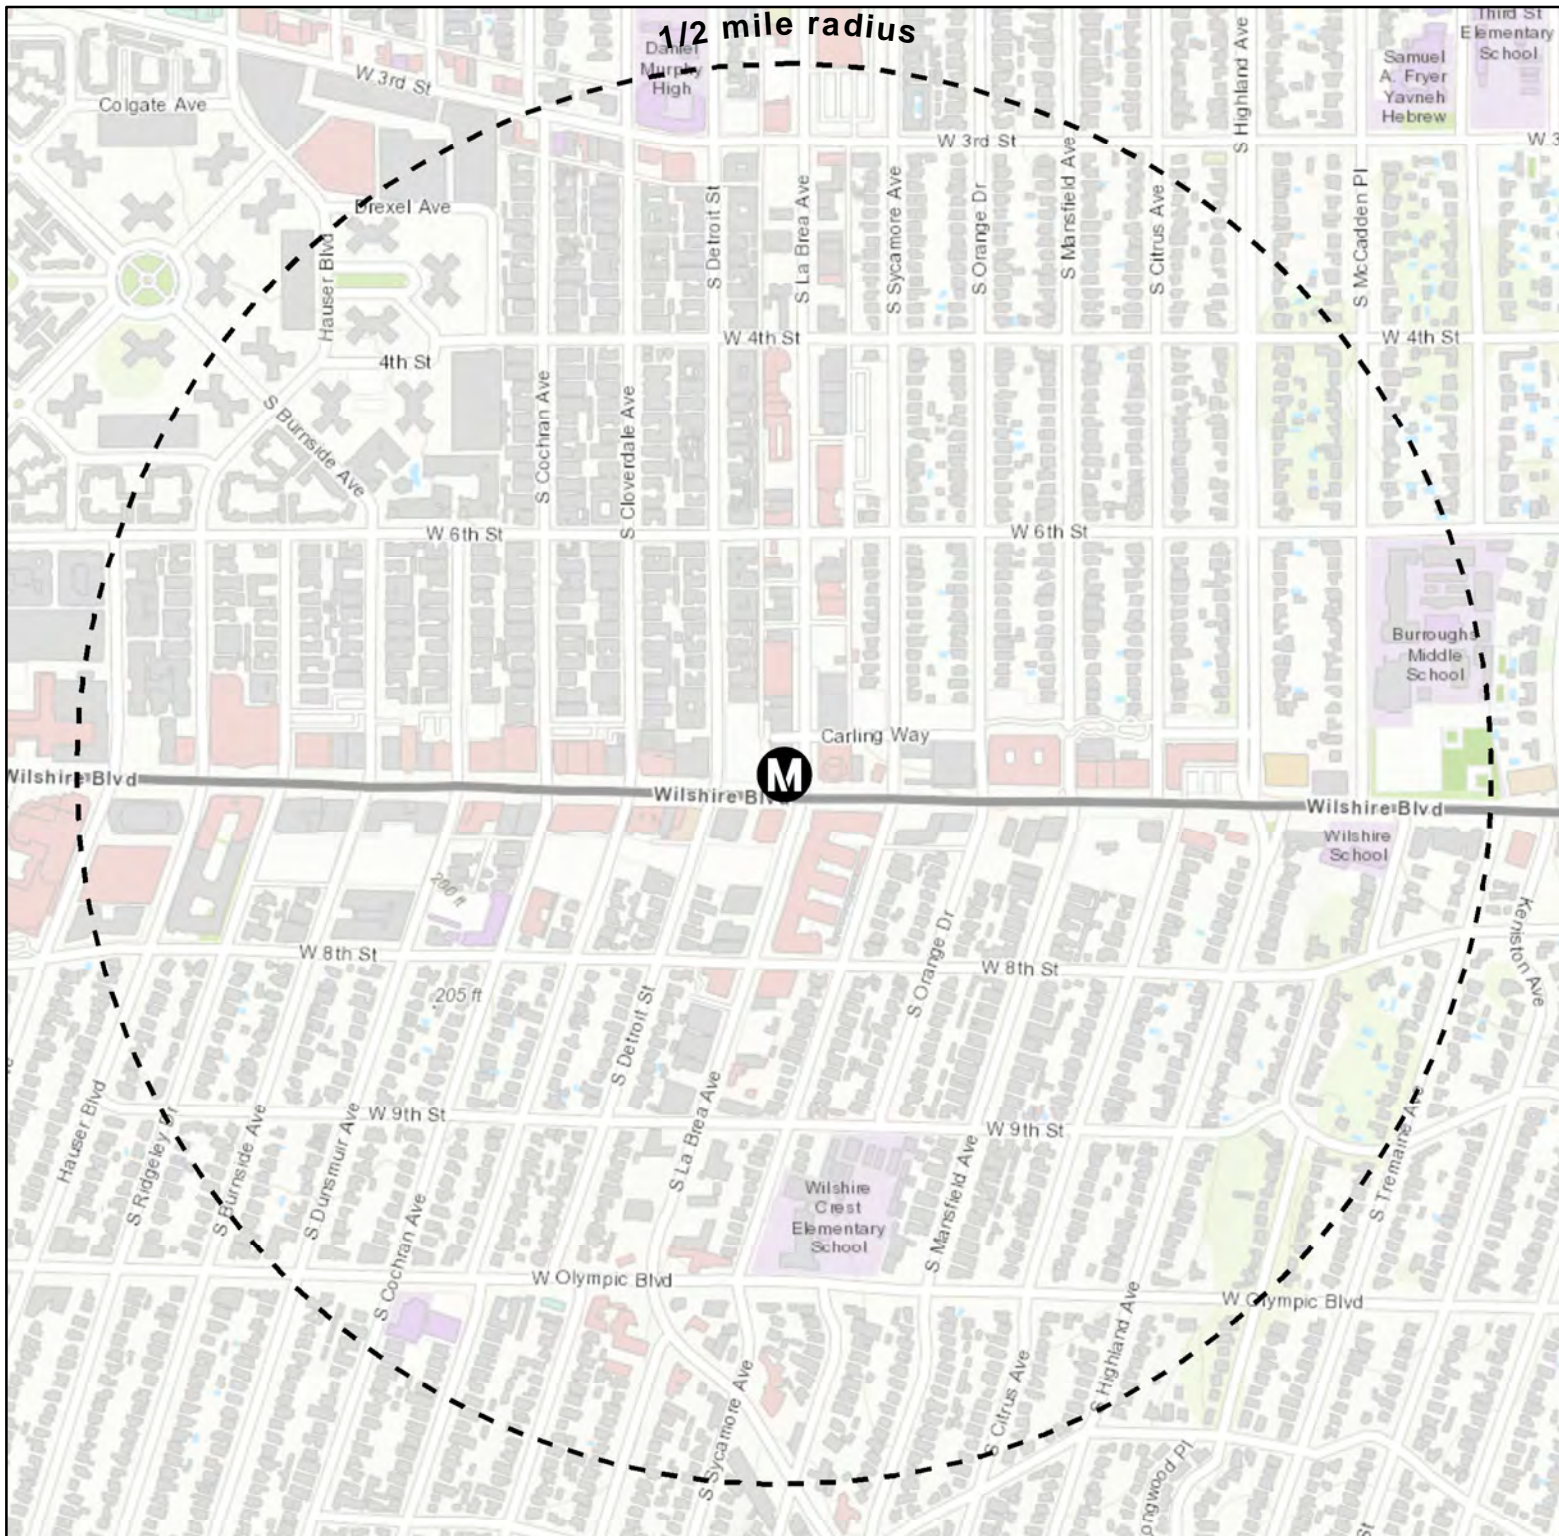 1/2 mile radius
Third St
Elementary
School
Daniel
Murphy
High
Samuel
A. Fryer
Yavneh
Hebrew
S Highland Ave
W 3rd St
Colgate Ave
W 3rd St
W 3
Drexel Ave
Hauser Blvd
S Detroit St
S La Brea Ave
S Sycamore Ave
S Orange Dr
S Mansfield Ave
S Citrus Ave
S McCadden Pl
W 4th St
W 4th St
4th St
S Burnside Ave
S Cochran Ave
S Cloverdale Ave
W 6th St
W 6th St
Burroughs
Middle
School
Carling Way
M
Wilshire Blvd
Wilshire Blvd
Wilshire Blvd
Wilshire
School
200 ft
Keniston Ave
S Orange Dr
W 8th St
W 8th St
205 ft
S Detroit St
Hauser Blvd
S Ridgeley Dr
S Burnside Ave
S Dunsmuir Ave
W 9th St
S La Brea Ave
W 9th St
S Mansfield Ave
S Tremaine Ave
S Cochran Ave
Wilshire
Crest
Elementary
School
W Olympic Blvd
W Olympic Blvd
S Highland Ave
S Citrus Ave
S Sycamore Ave
ongwood Pl
St